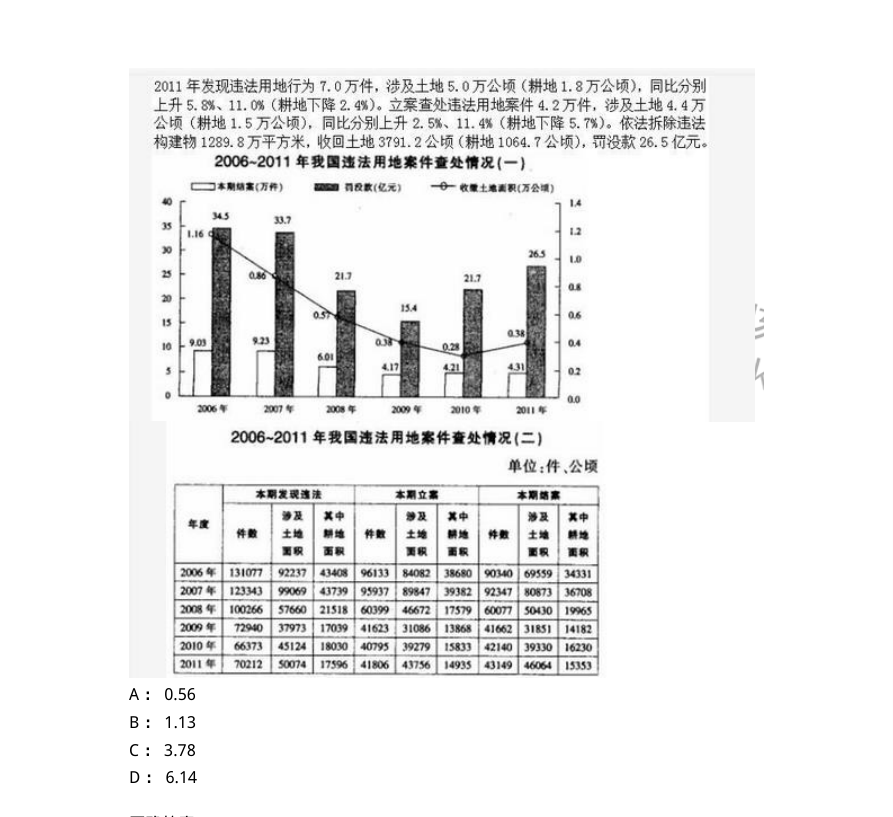 2011年发现违法用地行为7.0万件，涉及土地5.0万公顷（耕地1.8万公顷），同比分别
上升5.8%、11.0%（耕地下降2.4%）。立案查处违法用地案件4.2万件，涉及土地4.4万
公顷（耕地1.5万公顷），同比分别上升2.5%、11.4%（耕地下降5.7%）。依法拆除违法
构建物1289.8万平方米，收回土地3791.2公顷（耕地1064.7公顷），罚没款26.5亿元。
2006~2011年我国违法用地案件查处情况(一)
本期结案(万件) 罚没款(亿元) 收缴土地面积(万公顷)
40 1.4
35 34.5 33.7 1.2
1.16
30 1.0
26.5
25 0.86 21.7 21.7 0.8
20 0.6
0.57 15.4
15 0.38 0.28 0.38 0.4
10 9.03 9.23
6.01 4.17 4.21 4.31
5 0.2
0 0.0
2006年 2007年 2008年 2009年 2010年 2011年
2006~2011年我国违法用地案件查处情况(二)
单位:件、公顷
年度 本期发现违法 本期立案 本期结案
件数 涉及土地面积 其中耕地面积 件数 涉及土地面积 其中耕地面积 件数 涉及土地面积 其中耕地面积
2006年 131077 92237 43408 96133 84082 38680 90340 69559 34331
2007年 123343 99069 43739 95937 89847 39382 92347 80873 36708
2008年 100266 57660 21518 60399 46672 17579 60077 50430 19965
2009年 72940 37973 17039 41623 31086 13868 41662 31851 14182
2010年 66373 45124 18030 40795 39279 15833 42140 39330 16230
2011年 70212 50074 17596 41806 43756 14935 43149 46064 15353
A： 0.56
B： 1.13
C： 3.78
D： 6.14